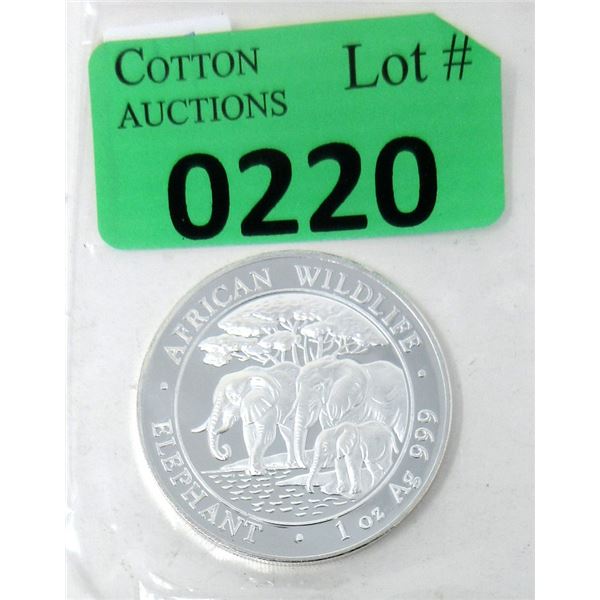 COTTON Lot #
AUCTIONS
0220
AFRICAN WILDLIFE
ELEPHANT • 1 oz Ag 999